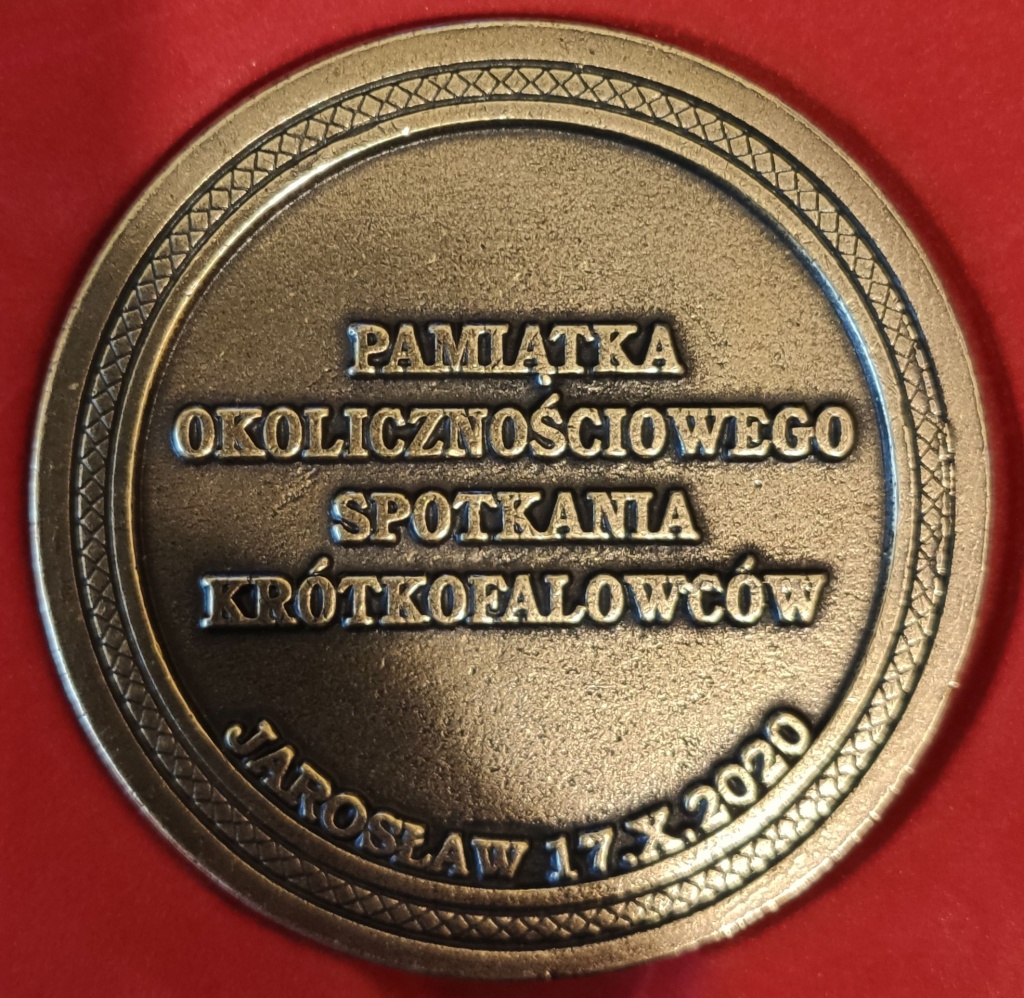 PAMIĄTKA
OKOLICZNOŚCIOWEGO
SPOTKANIA
KRÓTKOFALOWCÓW
JAROSŁAW 17.X.2020